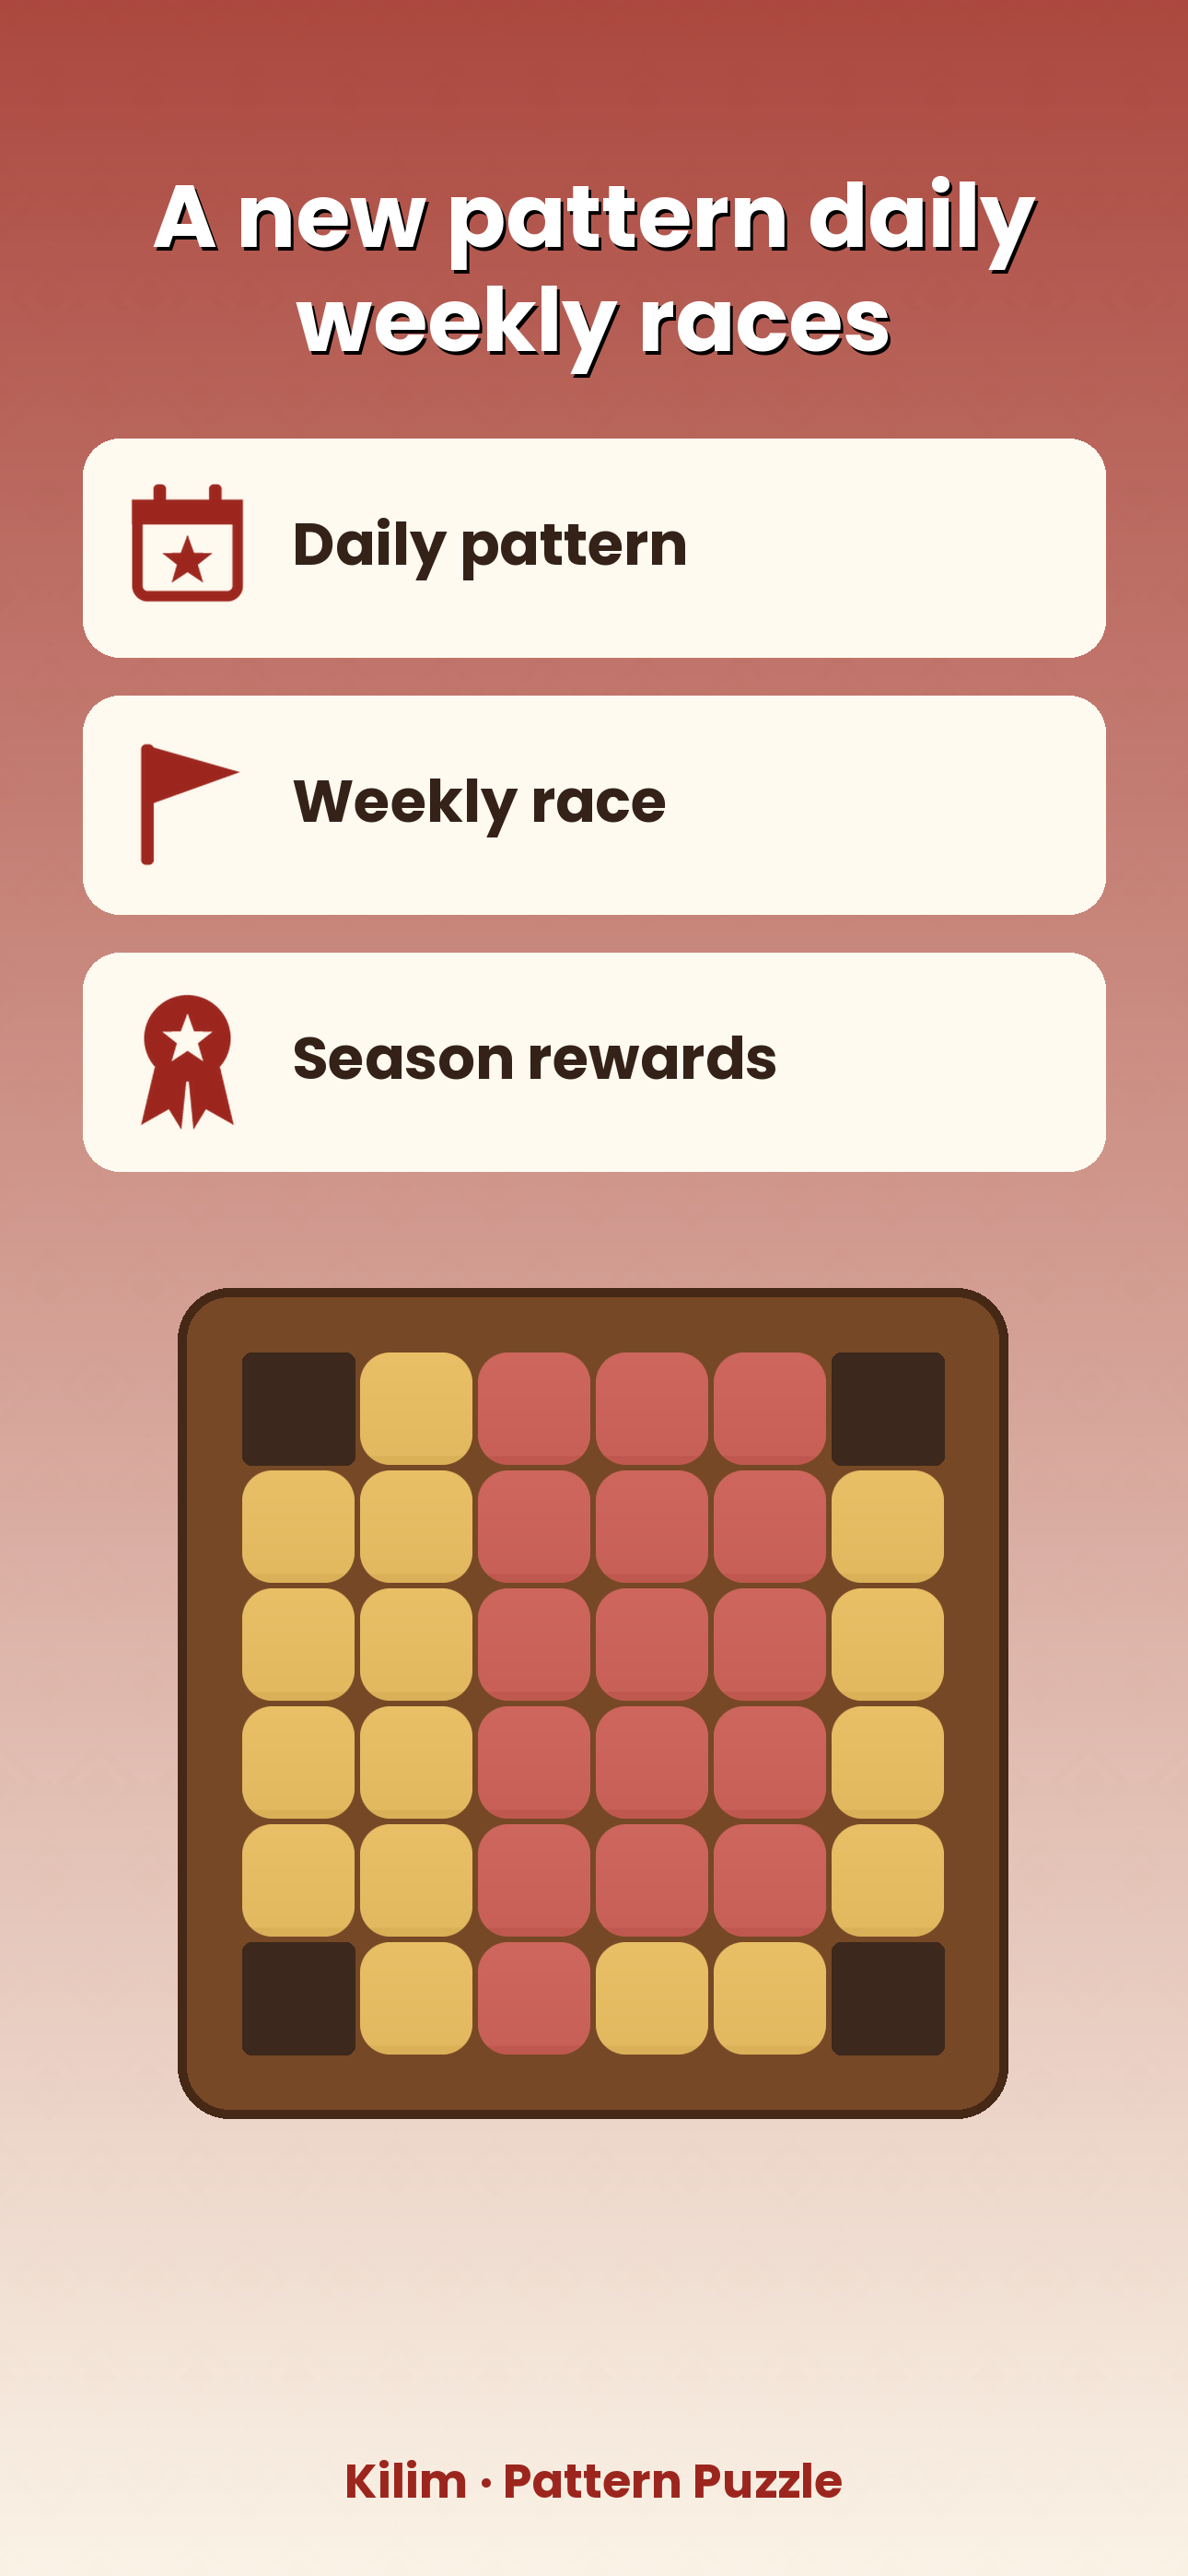 A new pattern daily
weekly races
Daily pattern
Weekly race
Season rewards
Kilim · Pattern Puzzle